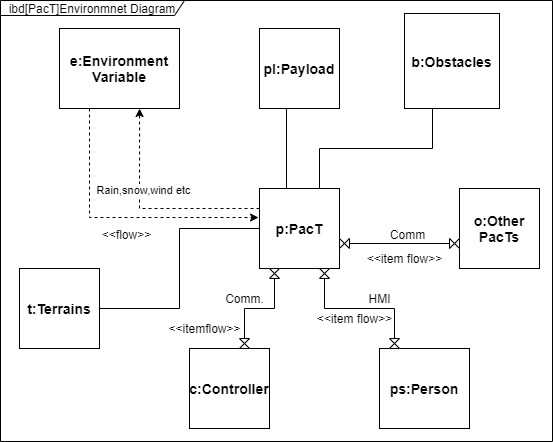 ibd[PacT]Environmnet Diagram
e:Environment
Variable
pl:Payload
b:Obstacles
Rain,snow,wind etc
<<flow>>
p:PacT
Comm
<<item flow>>
o:Other
PacTs
t:Terrains
Comm.
<<itemflow>>
HMI
<<item flow>>
c:Controller
ps:Person